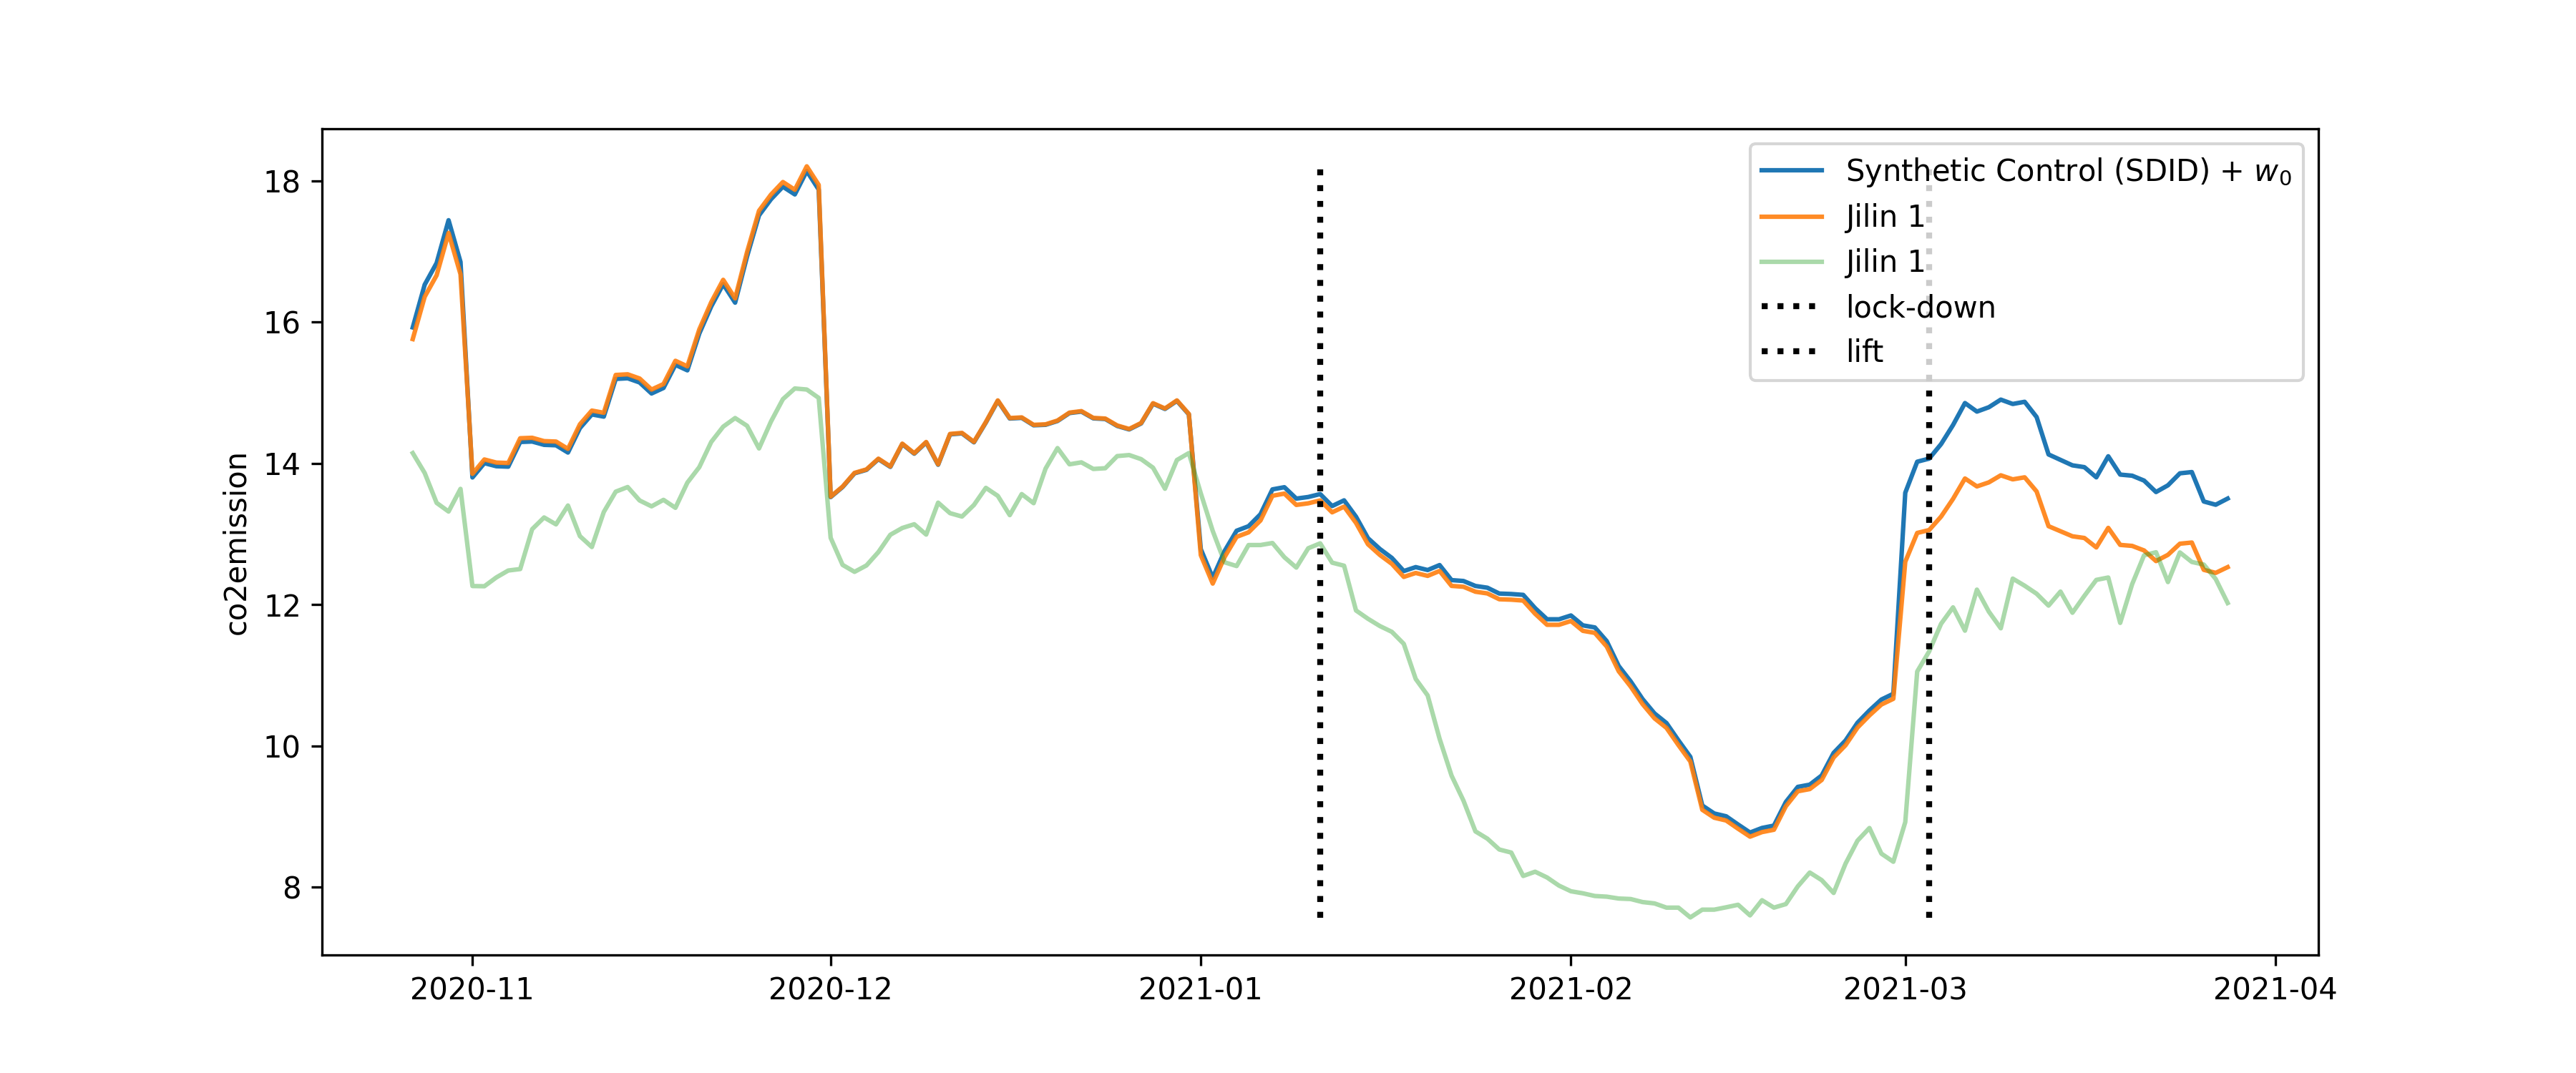 Synthetic Control (SDID) + w₀
Jilin 1
Jilin 1
lock-down
lift
co2emission
18
16
14
12
10
8
2020-11 2020-12 2021-01 2021-02 2021-03 2021-04